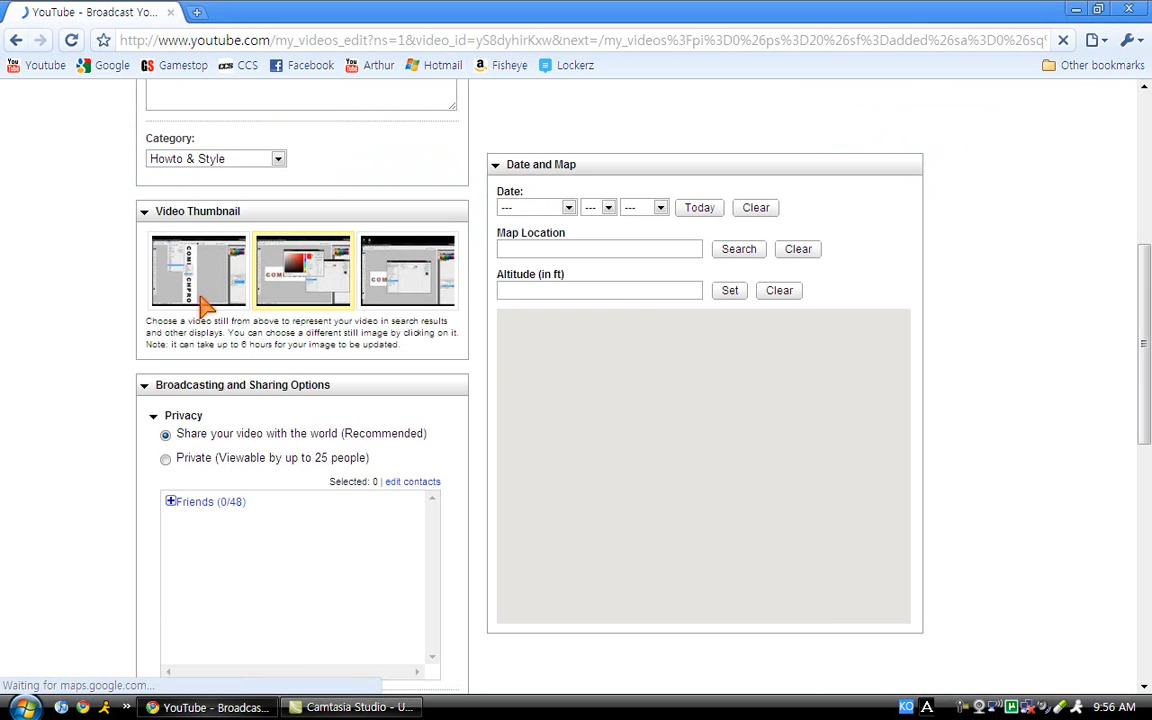 YouTube - Broadcast Yo...
http://www.youtube.com/my_videos_edit?ns=1&video_id=yS8dyhirKxw&next=/my_videos%3Fpi%3D0%26ps%3D20%26sf%3Dadded%26sa%3D0%26sq
Youtube Google Gamestop CCS Facebook Arthur Hotmail Fisheye Lockerz Other bookmarks
Category:
Howto & Style
Video Thumbnail
Choose a video still from above to represent your video in search results
and other displays. You can choose a different still image by clicking on it.
Note: it can take up to 6 hours for your image to be updated.
Broadcasting and Sharing Options
Privacy
Share your video with the world (Recommended)
Private (Viewable by up to 25 people)
Selected: 0 | edit contacts
Friends (0/48)
Date and Map
Date:
--- --- --- Today Clear
Map Location
Search Clear
Altitude (in ft)
Set Clear
Waiting for maps.google.com...
YouTube - Broadcas... Camtasia Studio - U... KO A 9:56 AM